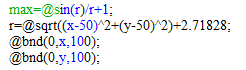 max=@sin(r)/r+1;
r=@sqrt((x-50)^2+(y-50)^2)+2.71828;
@bnd(0,x,100);
@bnd(0,y,100);